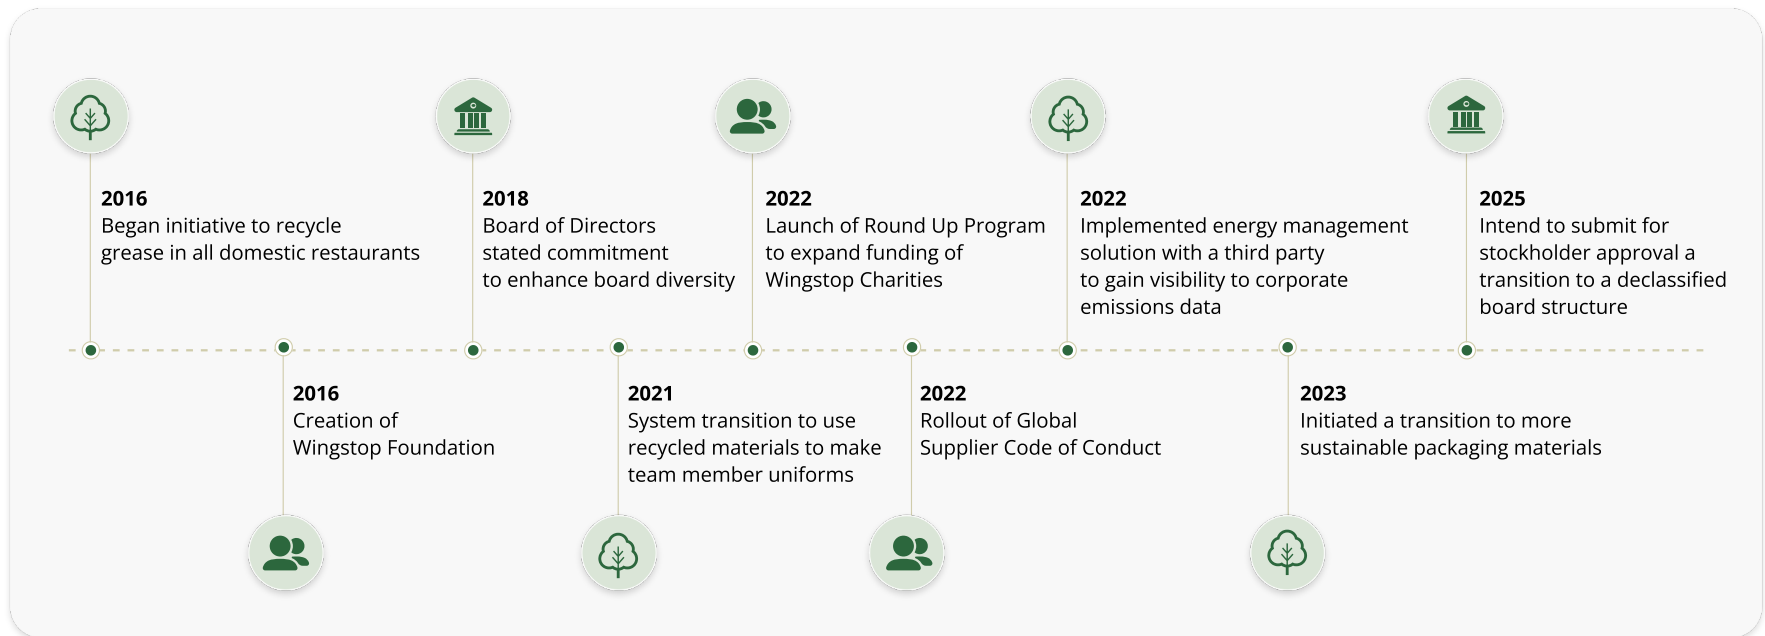 2016
Began initiative to recycle
grease in all domestic restaurants
2018
Board of Directors
stated commitment
to enhance board diversity
2022
Launch of Round Up Program
to expand funding of
Wingstop Charities
2022
Implemented energy management
solution with a third party
to gain visibility to corporate
emissions data
2025
Intend to submit for
stockholder approval a
transition to a declassified
board structure
2016
Creation of
Wingstop Foundation
2021
System transition to use
recycled materials to make
team member uniforms
2022
Rollout of Global
Supplier Code of Conduct
2023
Initiated a transition to more
sustainable packaging materials